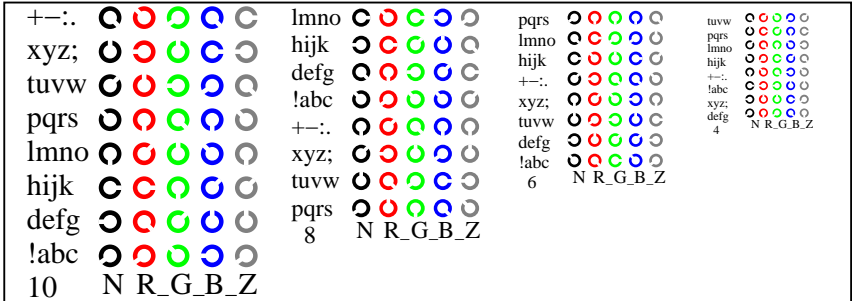 +−:.
xyz;
tuvw
pqrs
lmno
hijk
defg
!abc
10 N R_G_B_Z
lmno
hijk
defg
!abc
+−:.
xyz;
tuvw
pqrs
8 N R_G_B_Z
pqrs
lmno
hijk
+−:.
xyz;
tuvw
defg
!abc
6 N R_G_B_Z
tuvw
pqrs
lmno
hijk
+−:.
!abc
xyz;
defg
4 N R_G_B_Z